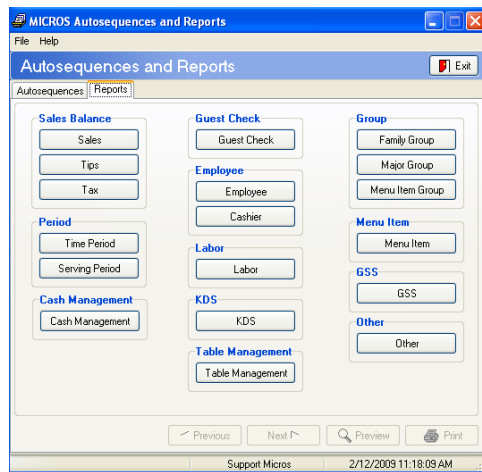 MICROS Autosequences and Reports
File Help
Autosequences and Reports
Exit
Autosequences Reports
Sales Balance
Sales
Tips
Tax
Period
Time Period
Serving Period
Cash Management
Cash Management
Guest Check
Guest Check
Employee
Employee
Cashier
Labor
Labor
KDS
KDS
Table Management
Table Management
Group
Family Group
Major Group
Menu Item Group
Menu Item
Menu Item
GSS
GSS
Other
Other
Previous Next Preview Print
Support Micros 2/12/2009 11:18:09 AM